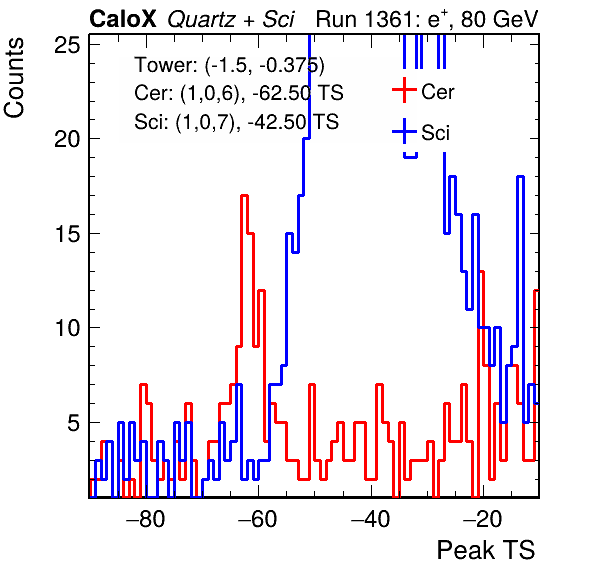 CaloX Quartz + Sci Run 1361: e⁺, 80 GeV
Counts
25
20
15
10
5
Tower: (-1.5, -0.375)
Cer: (1,0,6), -62.50 TS
Sci: (1,0,7), -42.50 TS
Cer
Sci
−80 −60 −40 −20
Peak TS